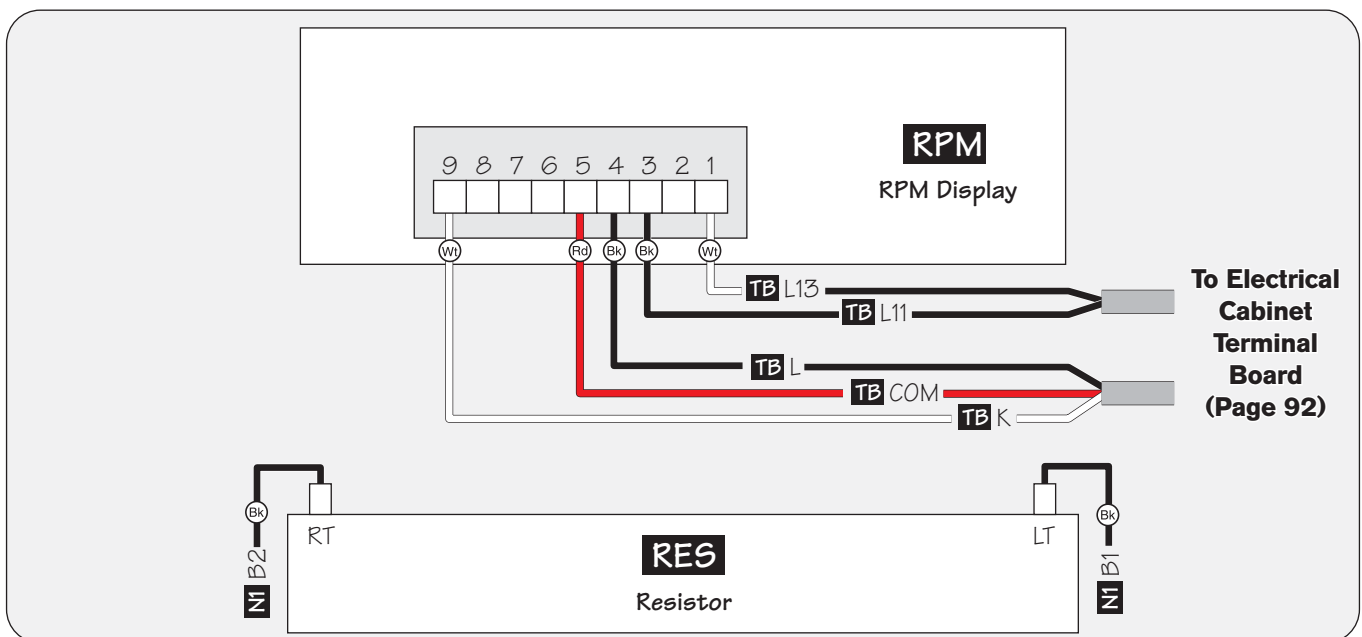 RPM
RPM Display
9 8 7 6 5 4 3 2 1
Wt Rd Bk Bk Wt
TB L13
TB L11
TB L
TB COM
TB K
To Electrical
Cabinet
Terminal
Board
(Page 92)
Bk
N1 B2
RT
RES
Resistor
LT
Bk
N1 B1